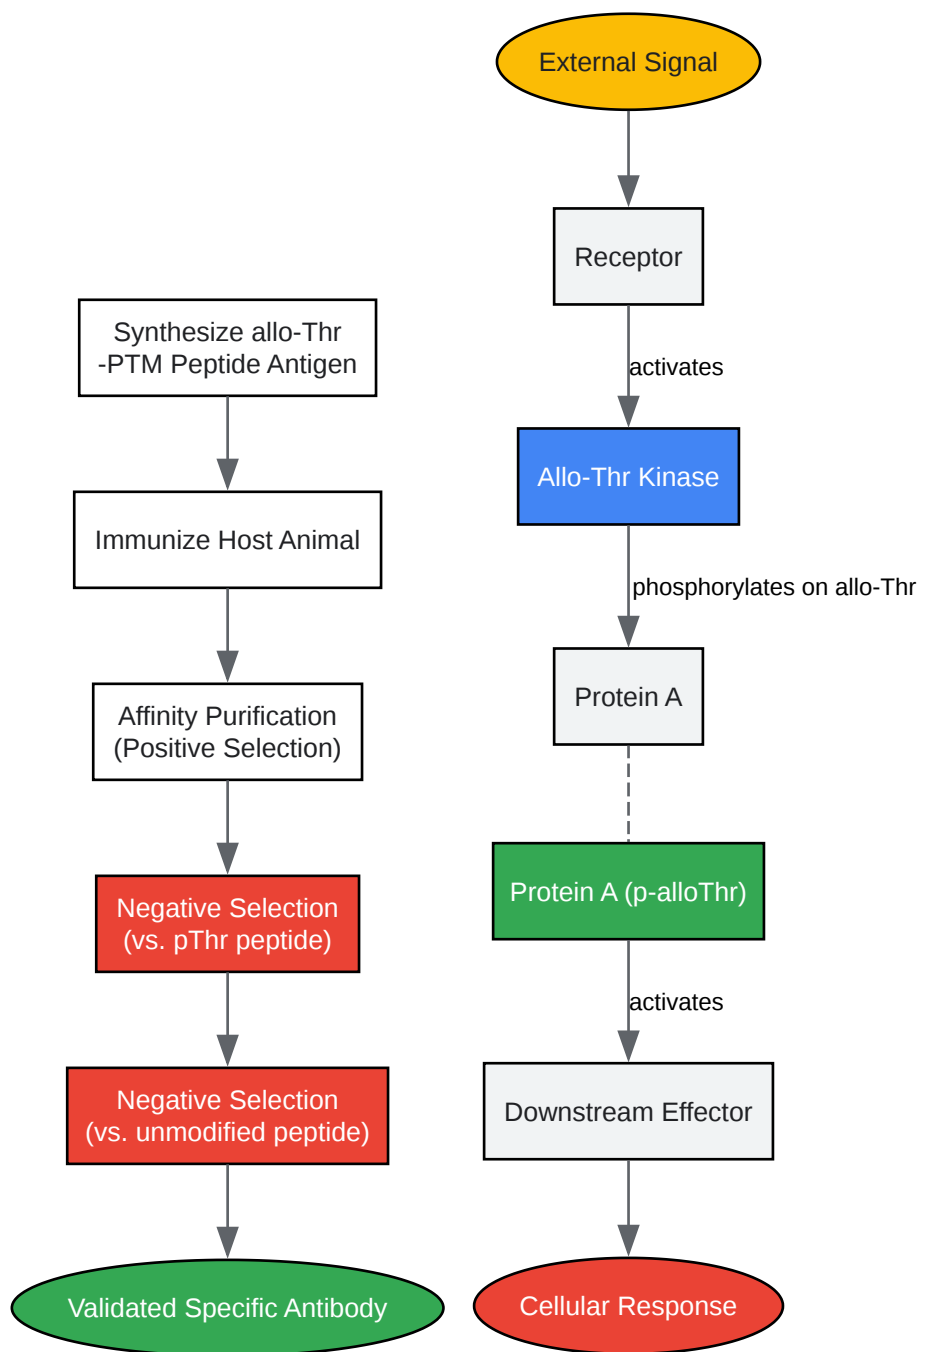 Synthesize allo-Thr
-PTM Peptide Antigen
Immunize Host Animal
Affinity Purification
(Positive Selection)
Negative Selection
(vs. pThr peptide)
Negative Selection
(vs. unmodified peptide)
Validated Specific Antibody
External Signal
Receptor
activates
Allo-Thr Kinase
phosphorylates on allo-Thr
Protein A
Protein A (p-alloThr)
activates
Downstream Effector
Cellular Response